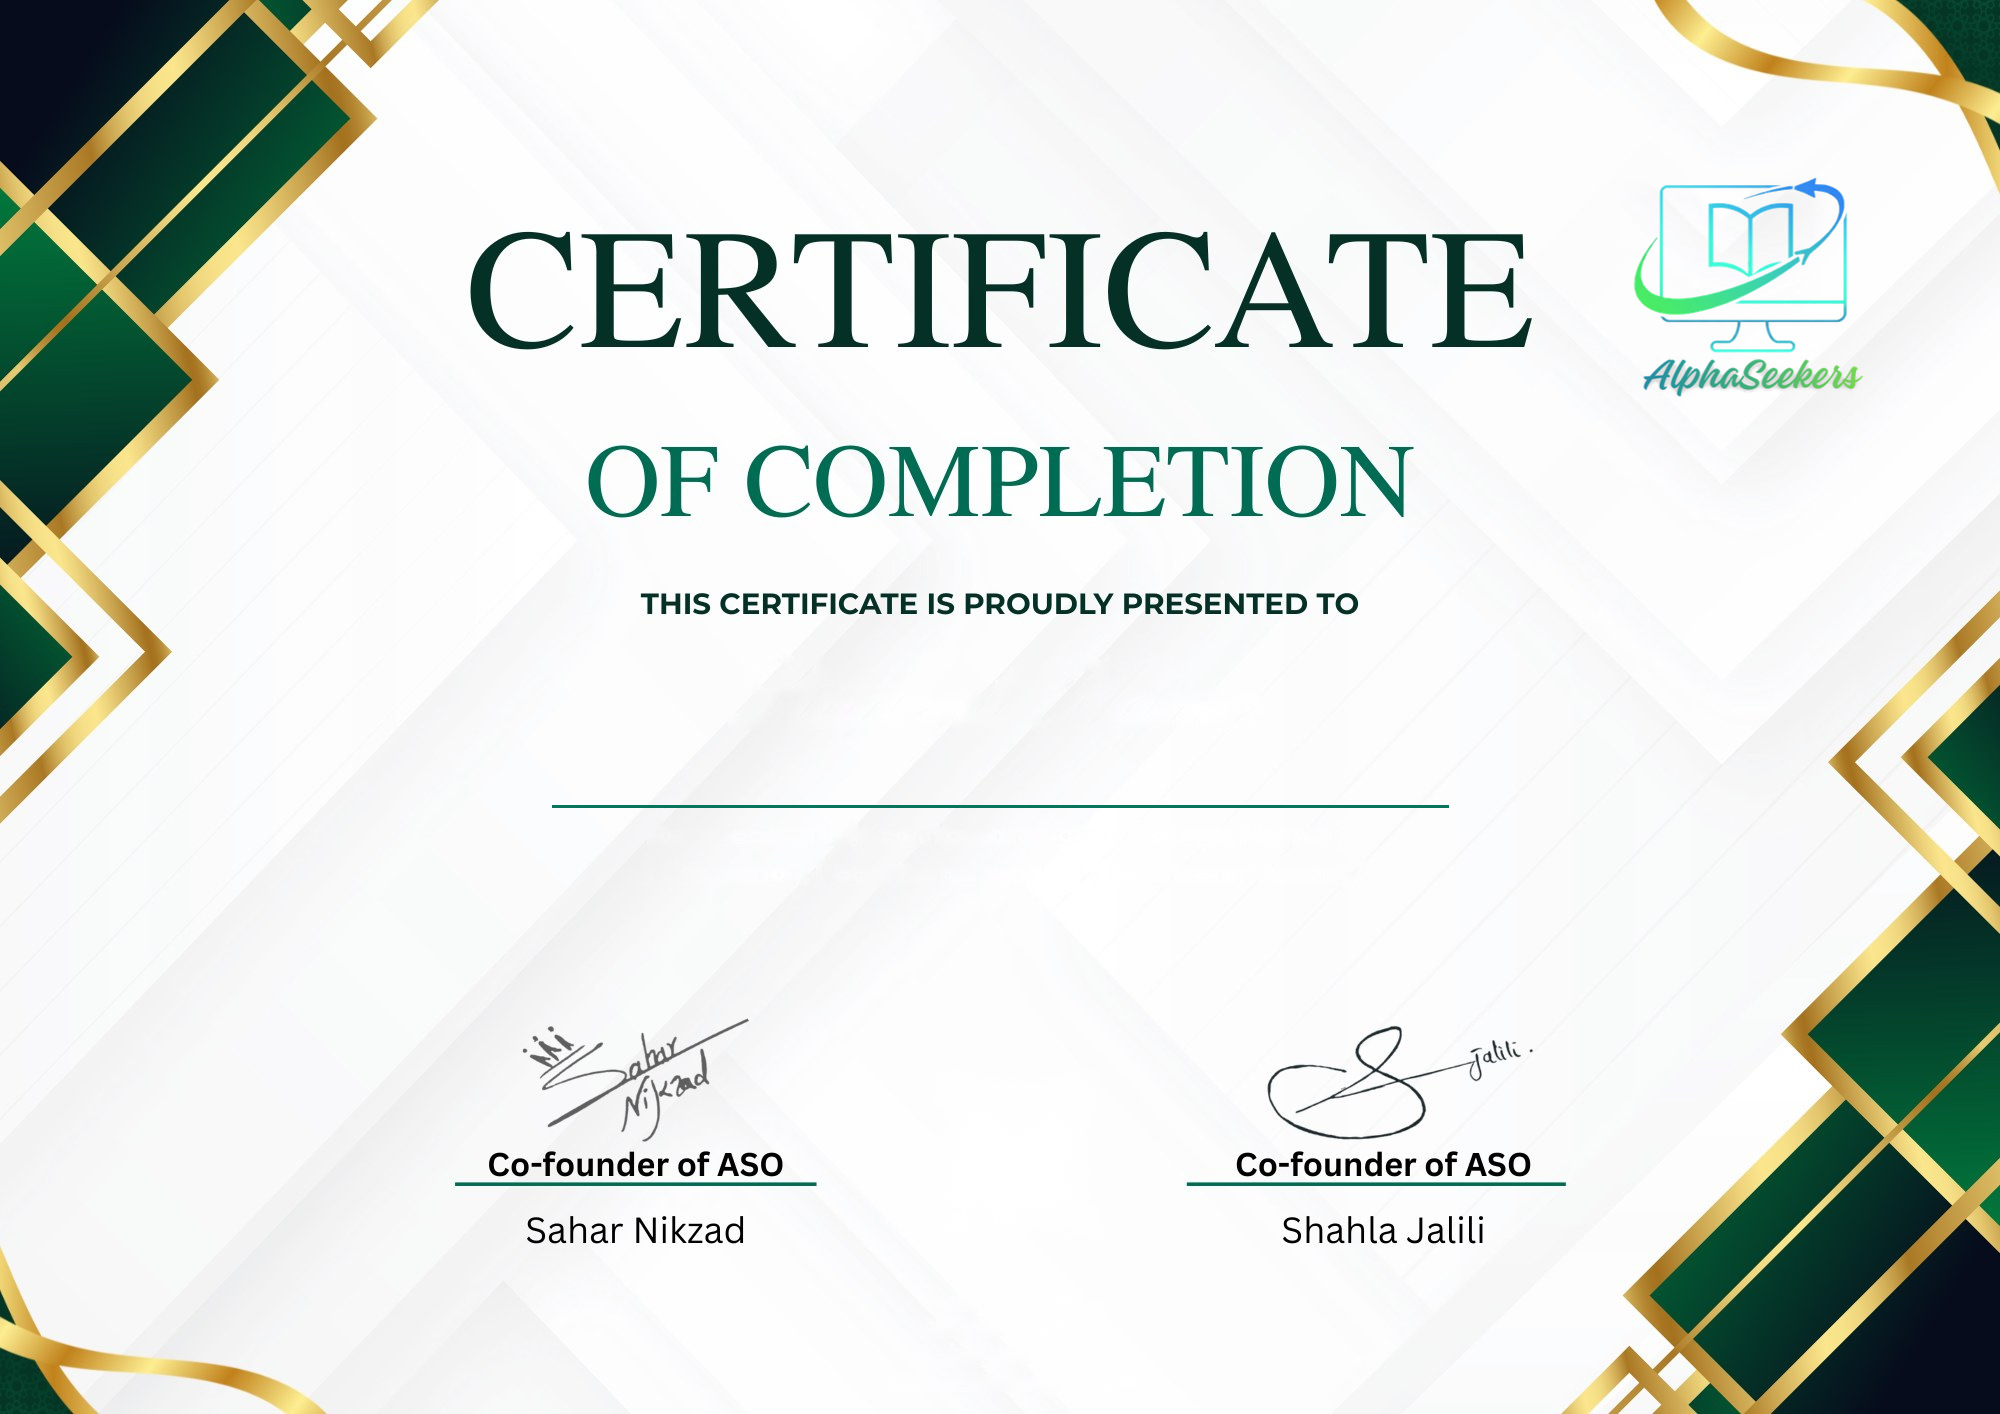 CERTIFICATE
AlphaSeekers
OF COMPLETION
THIS CERTIFICATE IS PROUDLY PRESENTED TO
Sahar
Nikzad
Jalili.
Co-founder of ASO
Co-founder of ASO
Sahar Nikzad
Shahla Jalili